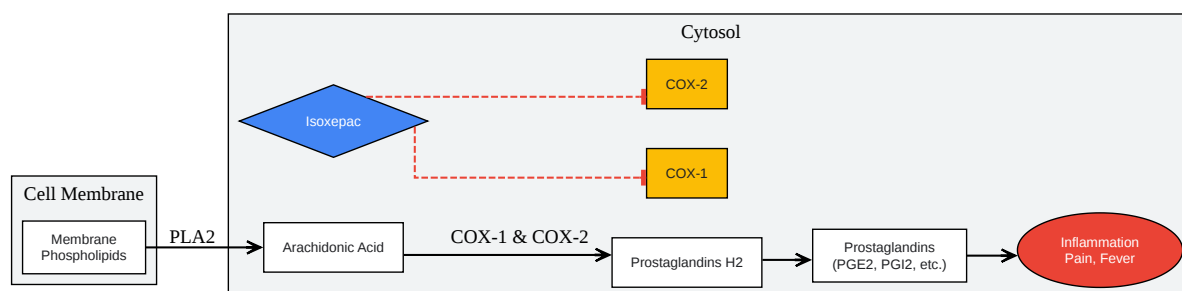 Cytosol
COX-2
Isoxepac
COX-1
Cell Membrane
Membrane
Phospholipids
PLA2
Arachidonic Acid
COX-1 & COX-2
Prostaglandins H2
Prostaglandins
(PGE2, PGI2, etc.)
Inflammation
Pain, Fever